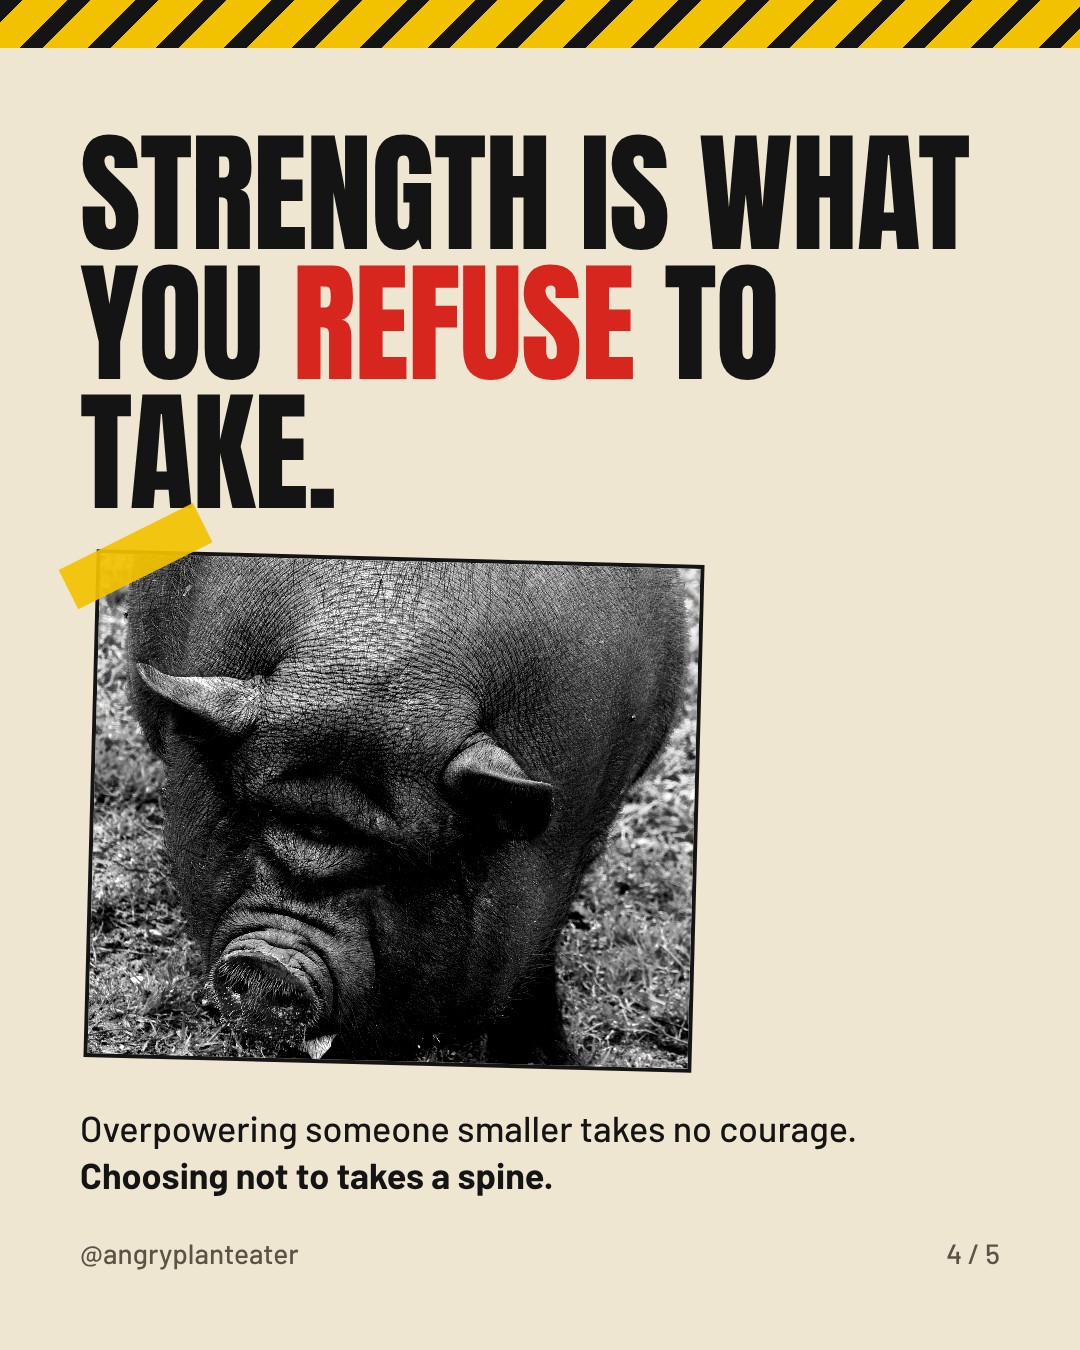 STRENGTH IS WHAT
YOU REFUSE TO
TAKE.
Overpowering someone smaller takes no courage.
Choosing not to takes a spine.
@angryplanteater
4 / 5